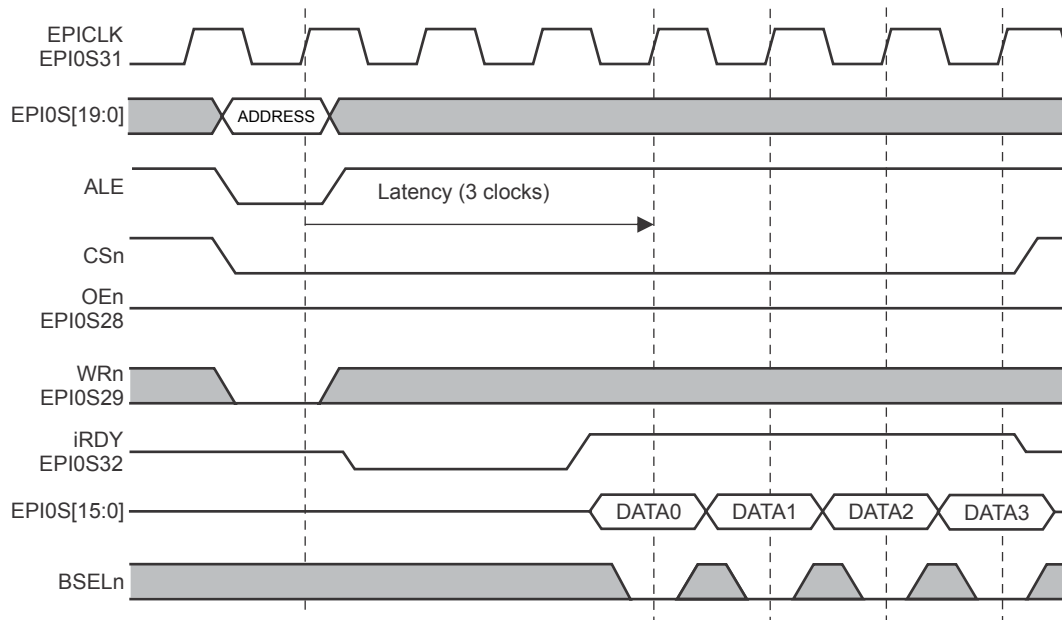 EPICLK
EPI0S31
EPI0S[19:0]
ADDRESS
ALE
Latency (3 clocks)
CSn
OEn
EPI0S28
WRn
EPI0S29
iRDY
EPI0S32
EPI0S[15:0]
DATA0 DATA1 DATA2 DATA3
BSELn